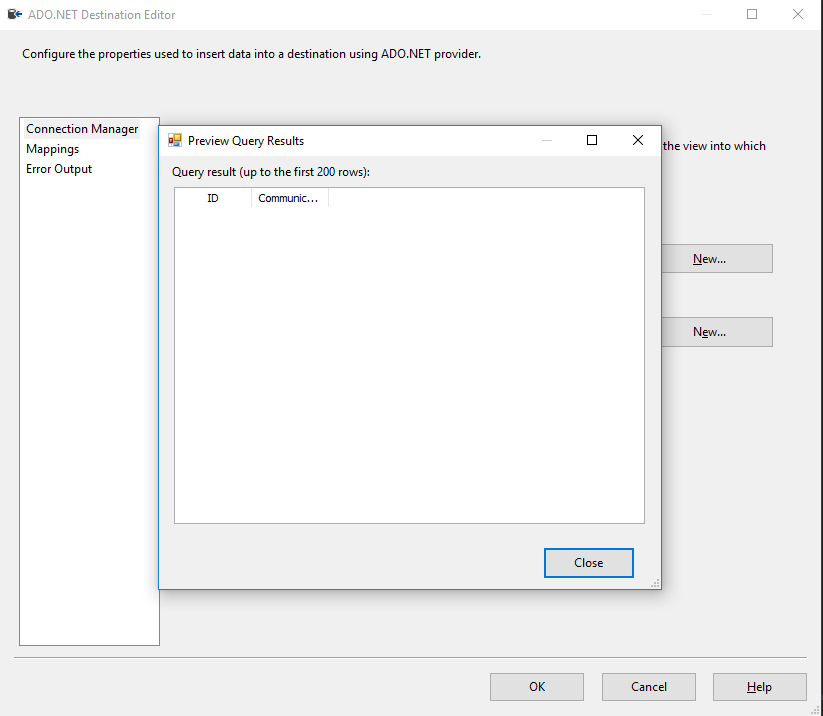 ADO.NET Destination Editor
Configure the properties used to insert data into a destination using ADO.NET provider.
Connection Manager
Mappings
Error Output
Preview Query Results
the view into which
Query result (up to the first 200 rows):
ID Communic...
New...
New...
Close
OK Cancel Help